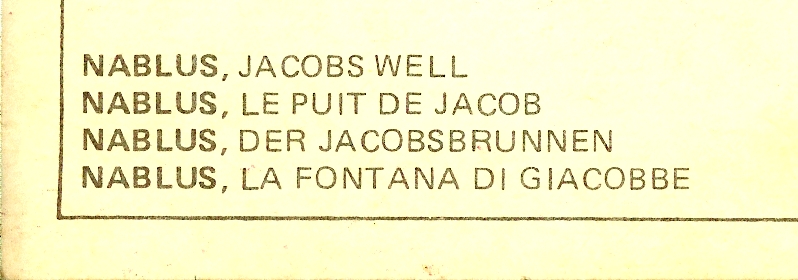 NABLUS, JACOBS WELL
NABLUS, LE PUIT DE JACOB
NABLUS, DER JACOBSBRUNNEN
NABLUS, LA FONTANA DI GIACOBBE